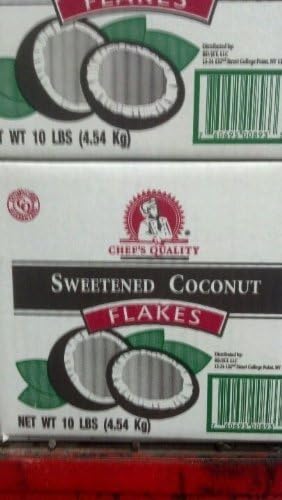 FLAKES
Distributed by:
T WT 10 LBS (4.54 Kg)
CHEF'S QUALITY
SWEETENED COCONUT
FLAKES
Distributed by:
NET WT 10 LBS (4.54 Kg)